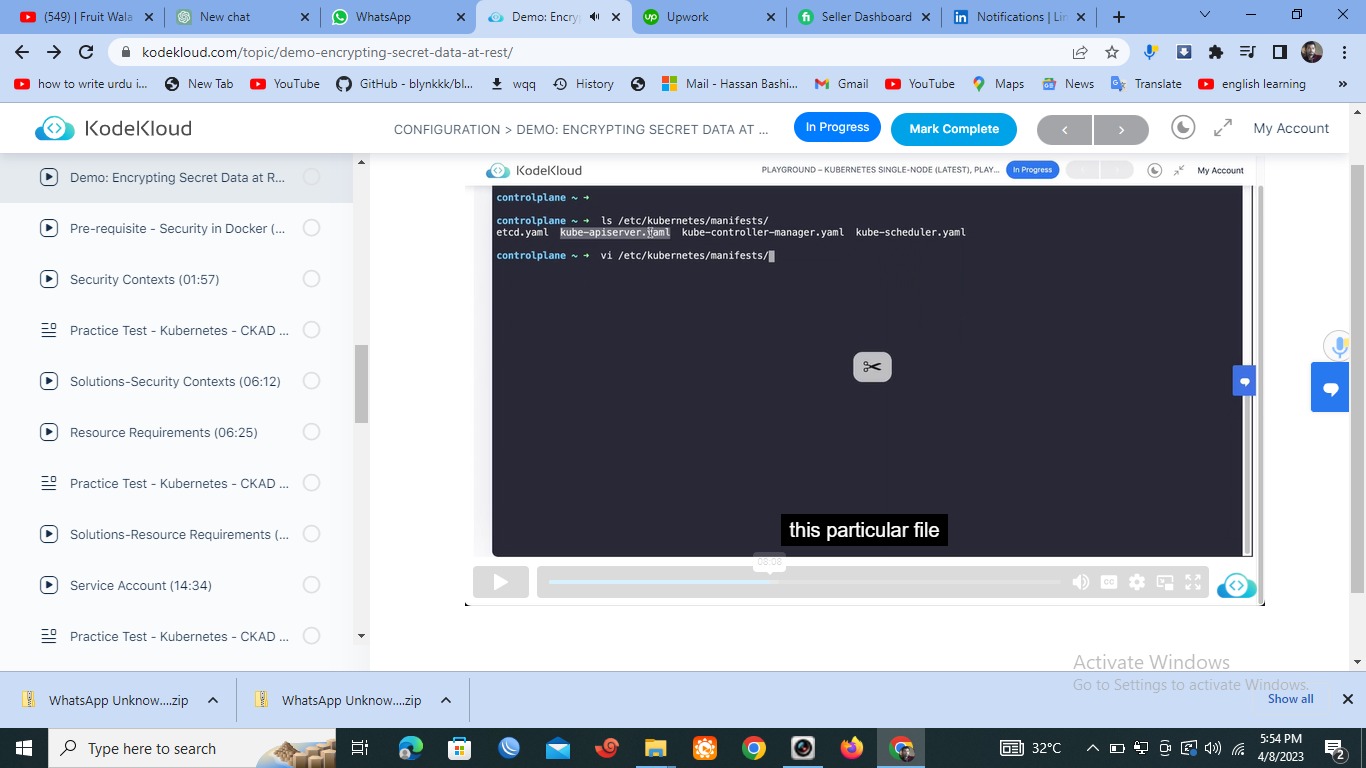 (549) | Fruit Wala
New chat
WhatsApp
Demo: Encry
Upwork
Seller Dashboard
Notifications | Lin
kodekloud.com/topic/demo-encrypting-secret-data-at-rest/
how to write urdu i...
New Tab
YouTube
GitHub - blynkkk/bl...
wqq
History
Mail - Hassan Bashi...
Gmail
YouTube
Maps
News
Translate
english learning
KodeKloud
CONFIGURATION > DEMO: ENCRYPTING SECRET DATA AT ...
In Progress
Mark Complete
My Account
Demo: Encrypting Secret Data at R...
Pre-requisite - Security in Docker (...
Security Contexts (01:57)
Practice Test - Kubernetes - CKAD ...
Solutions-Security Contexts (06:12)
Resource Requirements (06:25)
Practice Test - Kubernetes - CKAD ...
Solutions-Resource Requirements (...
Service Account (14:34)
Practice Test - Kubernetes - CKAD ...
KodeKloud
PLAYGROUND – KUBERNETES SINGLE-NODE (LATEST), PLAY...
In Progress
My Account
controlplane ~ ➜
controlplane ~ ➜ ls /etc/kubernetes/manifests/
etcd.yaml kube-apiserver.yaml kube-controller-manager.yaml kube-scheduler.yaml
controlplane ~ ➜ vi /etc/kubernetes/manifests/
this particular file
08:08
CC
Activate Windows
Go to Settings to activate Windows.
WhatsApp Unknow....zip
WhatsApp Unknow....zip
Show all
Type here to search
32°C
5:54 PM
4/8/2023
2